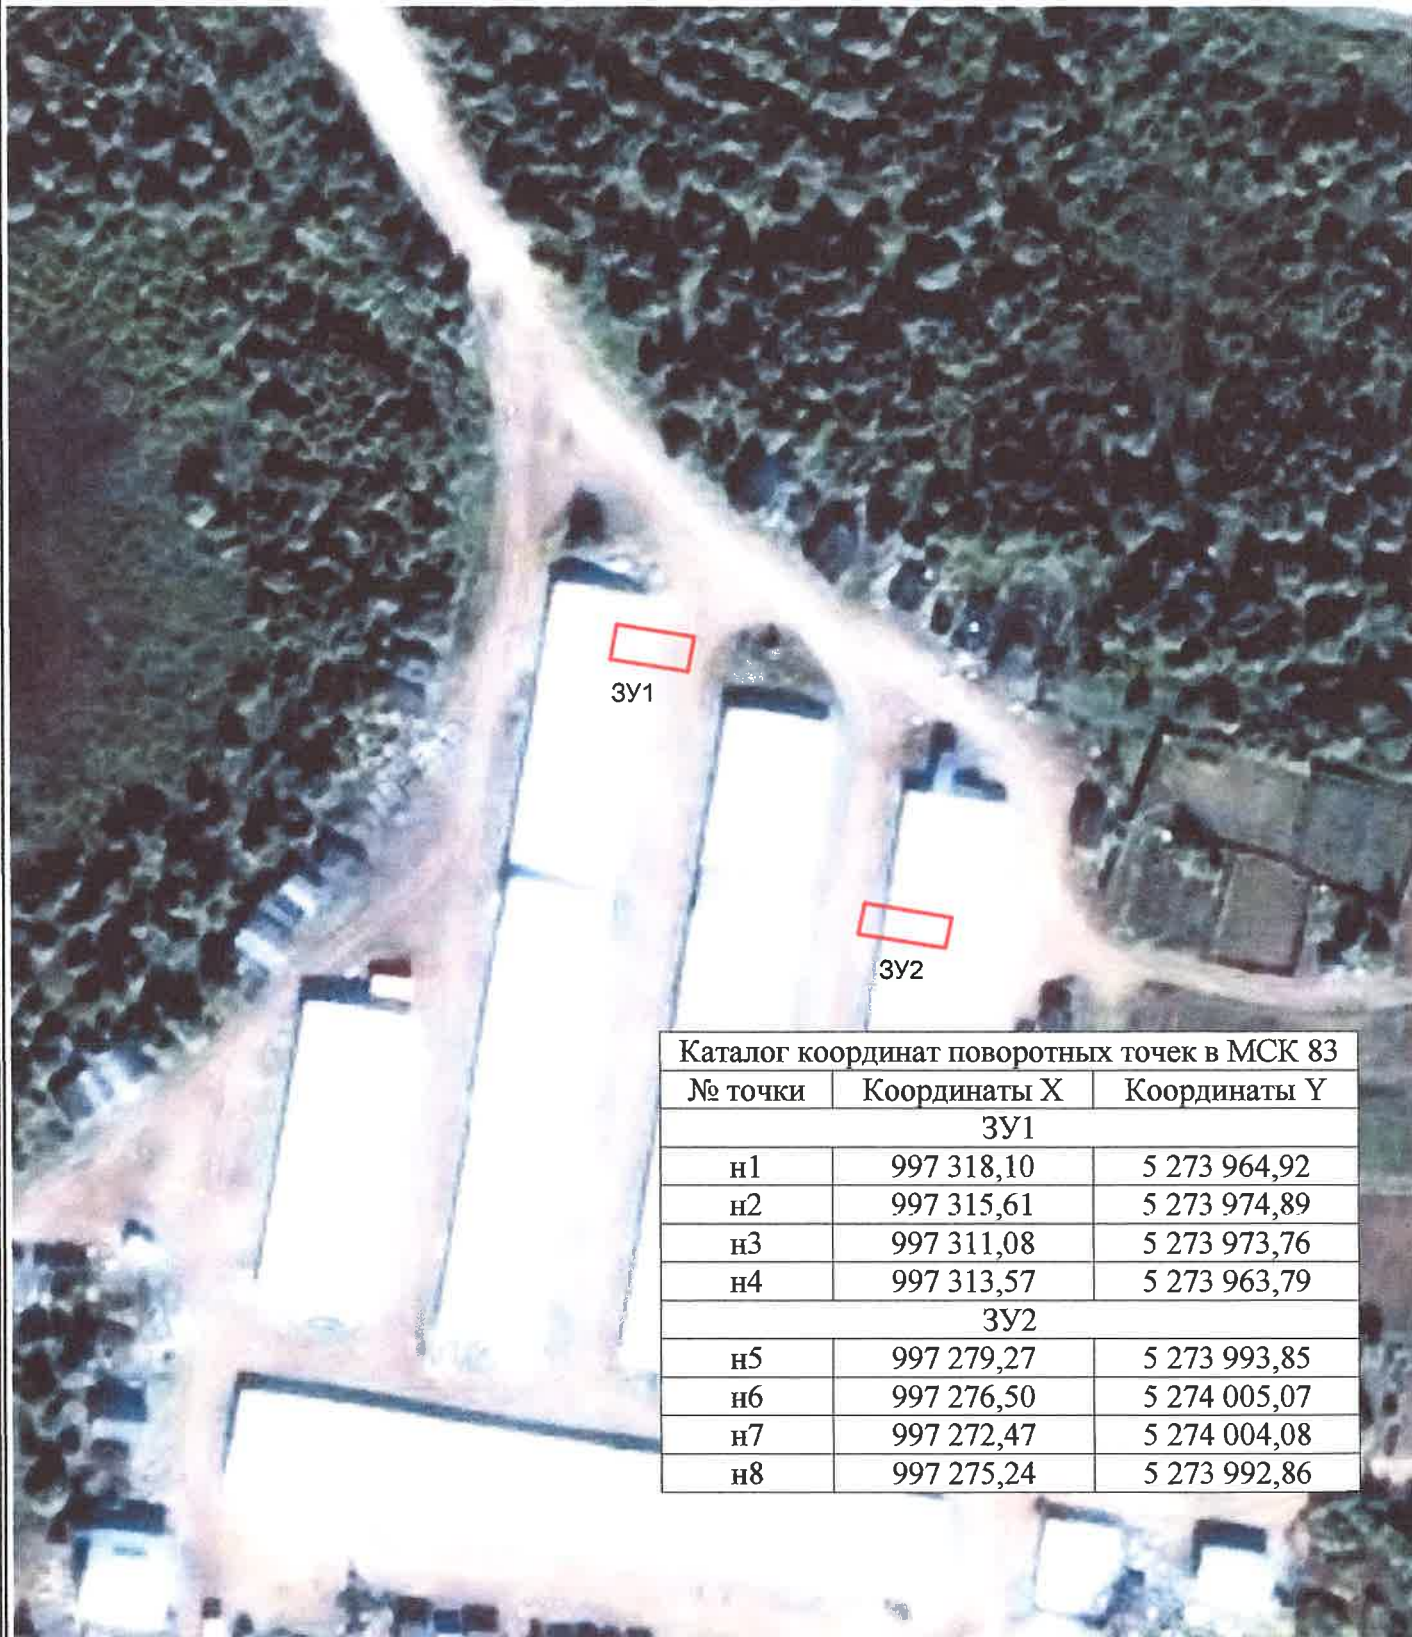 ЗУ1
ЗУ2
Каталог координат поворотных точек в МСК 83
№ точки Координаты X Координаты Y
ЗУ1
н1 997 318,10 5 273 964,92
н2 997 315,61 5 273 974,89
н3 997 311,08 5 273 973,76
н4 997 313,57 5 273 963,79
ЗУ2
н5 997 279,27 5 273 993,85
н6 997 276,50 5 274 005,07
н7 997 272,47 5 274 004,08
н8 997 275,24 5 273 992,86